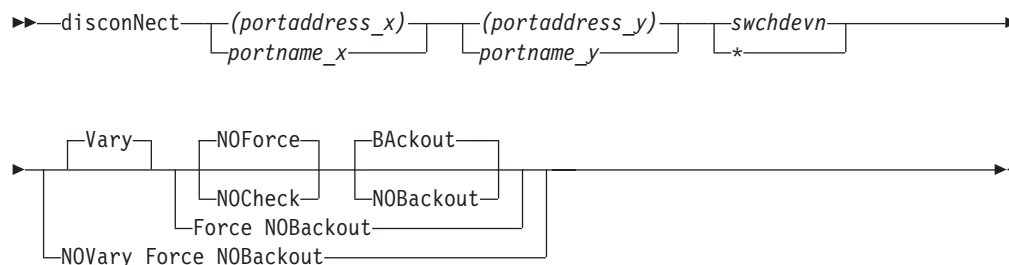 disconNect (portaddress_x) (portaddress_y) swchdevn
portname_x portname_y *
Vary NOForce BAckout
NOCheck NOBackout
Force NOBackout
NOVary Force NOBackout